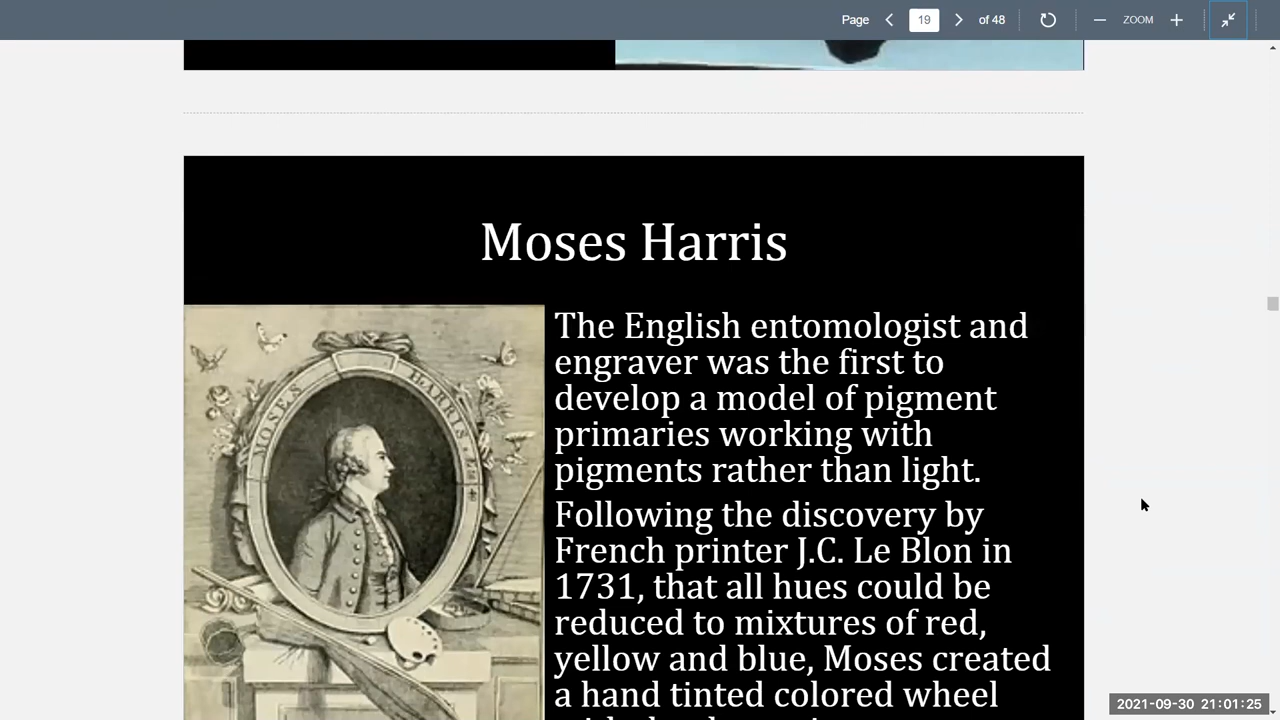 Page 19 of 48 ZOOM
Moses Harris
MOSES HARRIS
The English entomologist and
engraver was the first to
develop a model of pigment
primaries working with
pigments rather than light.
Following the discovery by
French printer J.C. Le Blon in
1731, that all hues could be
reduced to mixtures of red,
yellow and blue, Moses created
a hand tinted colored wheel
2021-09-30 21:01:25